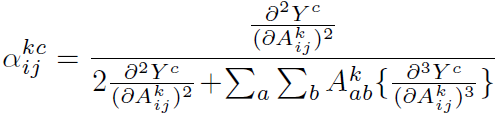 \alpha_{ij}^{kc} = \frac{\frac{\partial^2 Y^c}{(\partial A_{ij}^k)^2}}{2\frac{\partial^2 Y^c}{(\partial A_{ij}^k)^2} + \sum_a \sum_b A_{ab}^k \{\frac{\partial^3 Y^c}{(\partial A_{ij}^k)^3}\}}